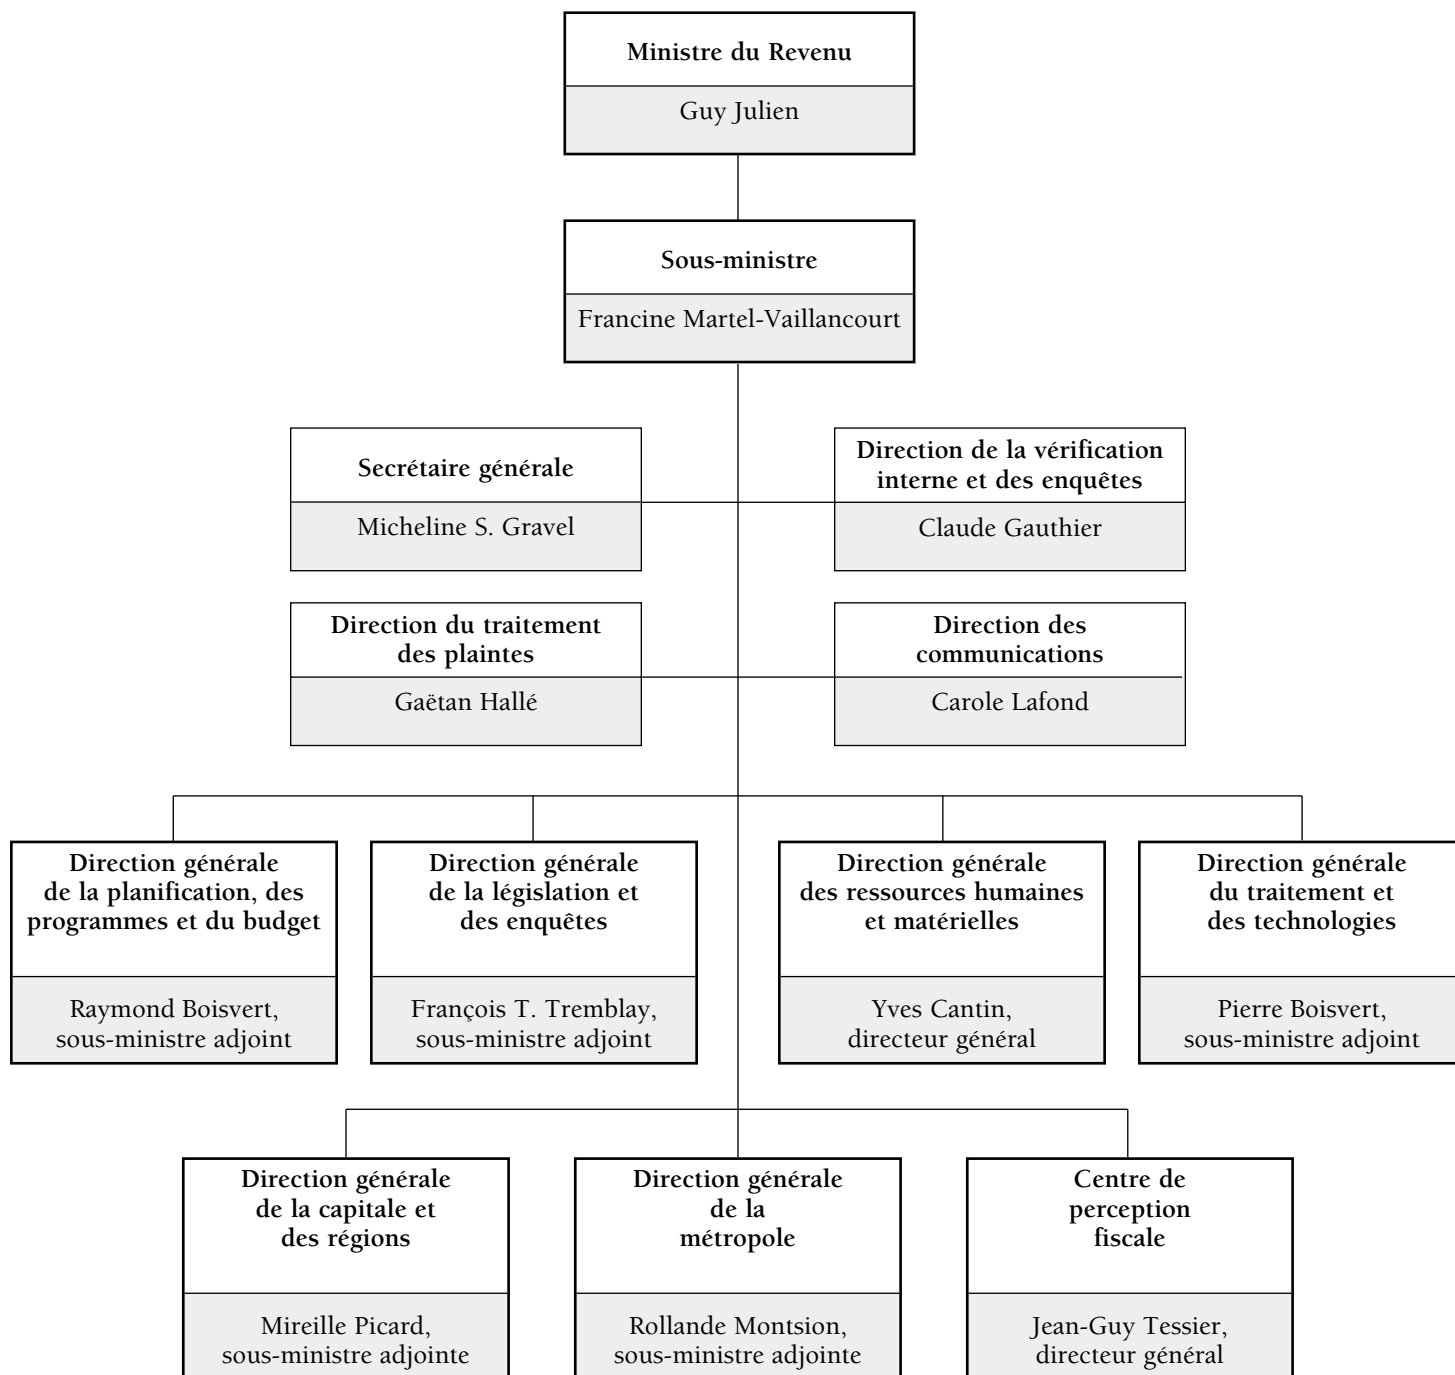 Ministre du Revenu
Guy Julien
Sous-ministre
Francine Martel-Vaillancourt
Secrétaire générale
Micheline S. Gravel
Direction de la vérification
interne et des enquêtes
Claude Gauthier
Direction du traitement
des plaintes
Gaëtan Hallé
Direction des
communications
Carole Lafond
Direction générale
de la planification, des
programmes et du budget
Raymond Boisvert,
sous-ministre adjoint
Direction générale
de la législation et
des enquêtes
François T. Tremblay,
sous-ministre adjoint
Direction générale
des ressources humaines
et matérielles
Yves Cantin,
directeur général
Direction générale
du traitement et
des technologies
Pierre Boisvert,
sous-ministre adjoint
Direction générale
de la capitale et
des régions
Mireille Picard,
sous-ministre adjointe
Direction générale
de la
métropole
Rollande Montsion,
sous-ministre adjointe
Centre de
perception
fiscale
Jean-Guy Tessier,
directeur général